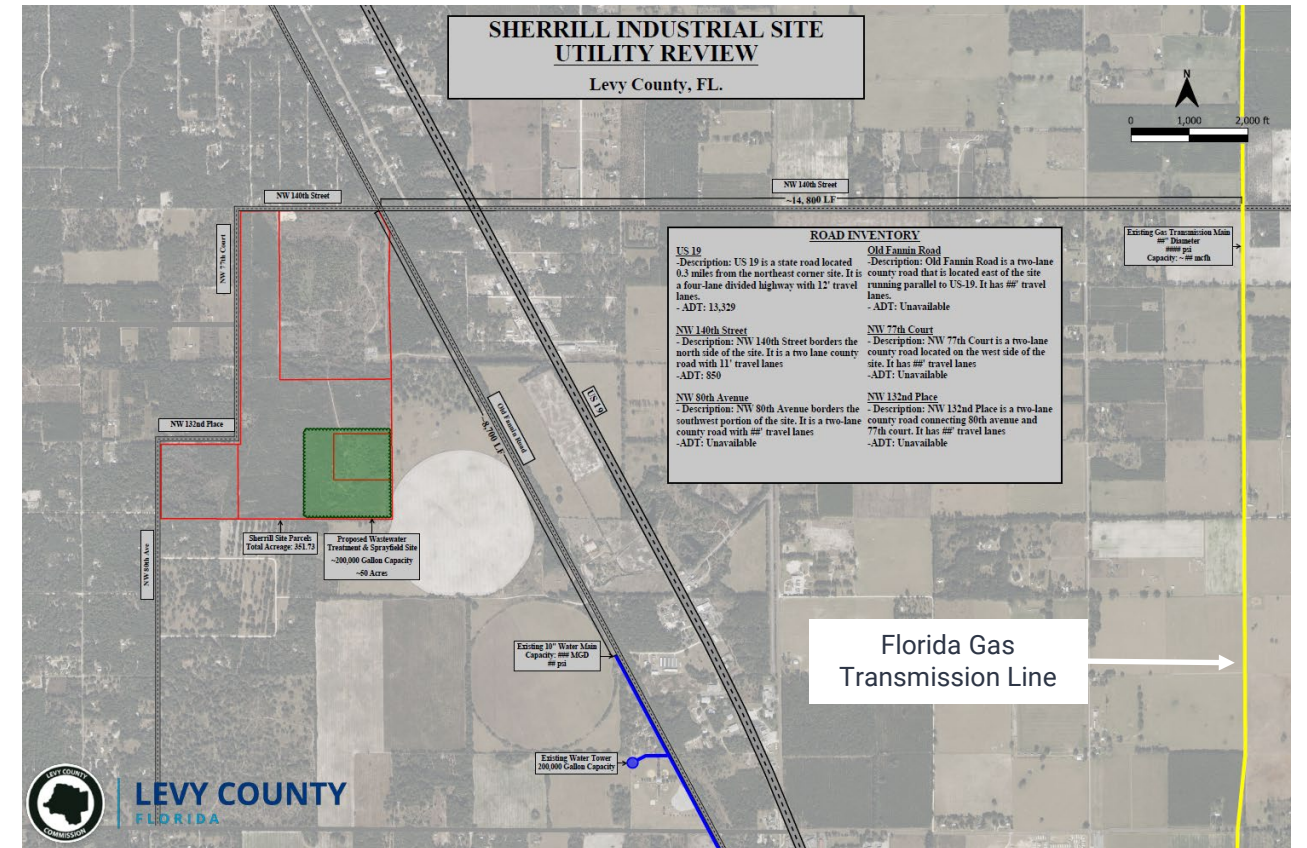 SHERRILL INDUSTRIAL SITE
UTILITY REVIEW
Levy County, FL.
N
0 1,000 2,000 ft
NW 140th Street
NW 140th Street
~14, 800 LF
NW 77th Court
Existing Gas Transmission Main
##" Diameter
#### psi
Capacity: ~ ## mcfh
ROAD INVENTORY
US 19
-Description: US 19 is a state road located
0.3 miles from the northeast corner site. It is
a four-lane divided highway with 12' travel
lanes.
- ADT: 13,329
Old Fannin Road
-Description: Old Fannin Road is a two-lane
county road that is located east of the site
running parallel to US-19. It has ##' travel
lanes.
- ADT: Unavailable
NW 140th Street
- Description: NW 140th Street borders the
north side of the site. It is a two lane county
road with 11' travel lanes
-ADT: 850
NW 77th Court
- Description: NW 77th Court is a two-lane
county road located on the west side of the
site. It has ##' travel lanes
-ADT: Unavailable
NW 80th Avenue
- Description: NW 80th Avenue borders the
southwest portion of the site. It is a two-lane
county road with ##' travel lanes
-ADT: Unavailable
NW 132nd Place
- Description: NW 132nd Place is a two-lane
county road connecting 80th avenue and
77th court. It has ##' travel lanes
-ADT: Unavailable
US 19
Old Fannin Road
~8,700 LF
NW 132nd Place
Sherrill Site Parcels
Total Acreage: 351.73
Proposed Wastewater
Treatment & Sprayfield Site
~200,000 Gallon Capacity
~50 Acres
NW 80th Ave
Existing 10" Water Main
Capacity: ### MGD
## psi
Florida Gas
Transmission Line
Existing Water Tower
200,000 Gallon Capacity
LEVY COUNTY
COMMISSION
LEVY COUNTY
FLORIDA